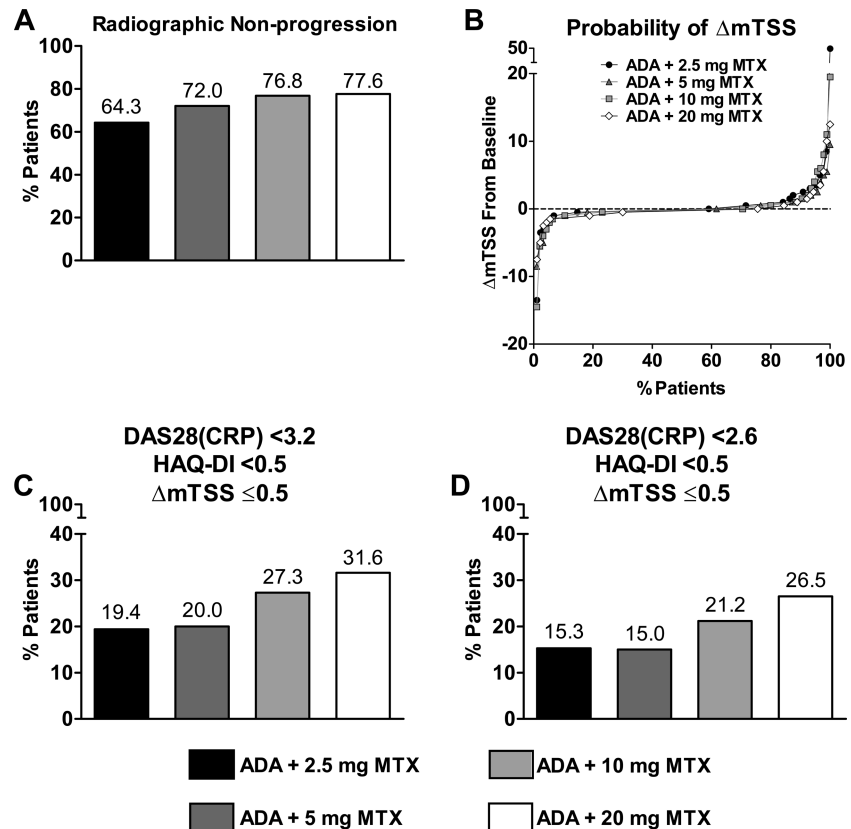 A
Radiographic Non-progression
% Patients
100
80
60
40
20
0
64.3
72.0
76.8
77.6
B
Probability of ΔmTSS
ΔmTSS From Baseline
50
20
10
0
-10
-20
ADA + 2.5 mg MTX
ADA + 5 mg MTX
ADA + 10 mg MTX
ADA + 20 mg MTX
0 20 40 60 80 100
% Patients
C
DAS28(CRP) <3.2
HAQ-DI <0.5
ΔmTSS ≤0.5
% Patients
100
40
30
20
10
0
19.4
20.0
27.3
31.6
D
DAS28(CRP) <2.6
HAQ-DI <0.5
ΔmTSS ≤0.5
% Patients
100
40
30
20
10
0
15.3
15.0
21.2
26.5
ADA + 2.5 mg MTX
ADA + 5 mg MTX
ADA + 10 mg MTX
ADA + 20 mg MTX